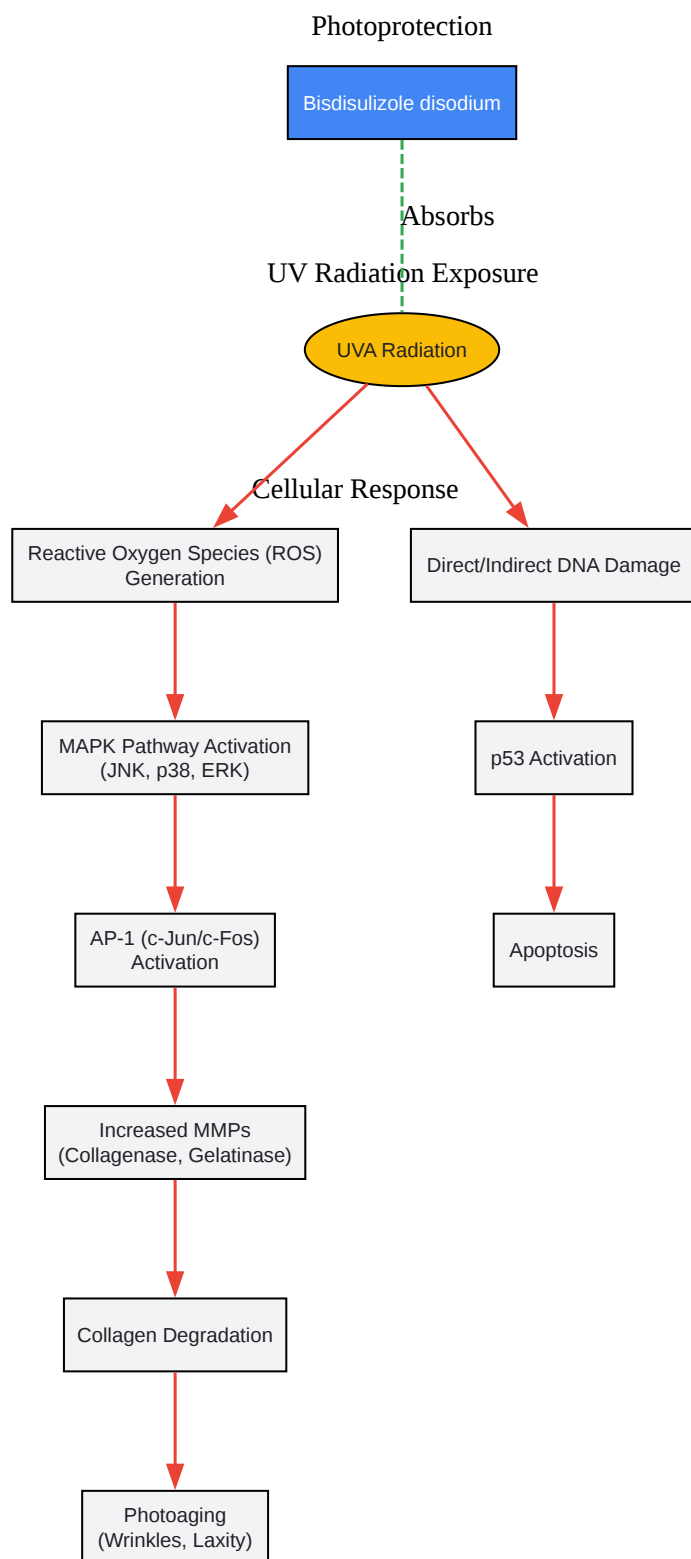 Photoprotection
Bisdisulizole disodium
Absorbs
UV Radiation Exposure
UVA Radiation
Cellular Response
Reactive Oxygen Species (ROS)
Generation
Direct/Indirect DNA Damage
MAPK Pathway Activation
(JNK, p38, ERK)
p53 Activation
AP-1 (c-Jun/c-Fos)
Activation
Apoptosis
Increased MMPs
(Collagenase, Gelatinase)
Collagen Degradation
Photoaging
(Wrinkles, Laxity)